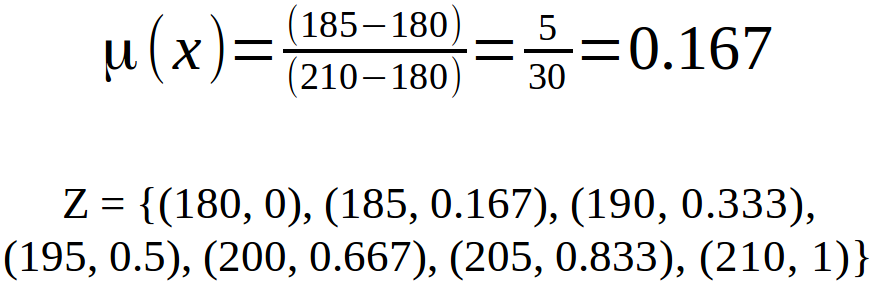 μ(x)=(185−180)/(210−180)=5/30=0.167
Z = {(180, 0), (185, 0.167), (190, 0.333),
(195, 0.5), (200, 0.667), (205, 0.833), (210, 1)}